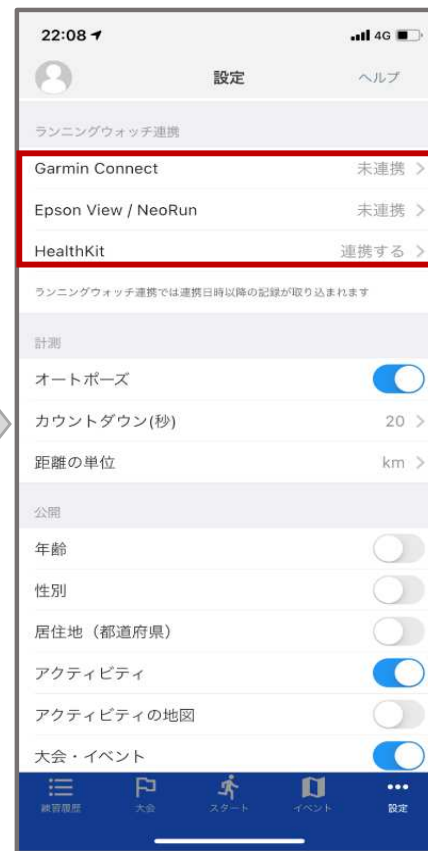 22:08 4G
設定 ヘルプ
ランニングウォッチ連携
Garmin Connect 未連携 >
Epson View / NeoRun 未連携 >
HealthKit 連携する >
ランニングウォッチ連携では連携日時以降の記録が取り込まれます
計測
オートポーズ
カウントダウン(秒) 20 >
距離の単位 km >
公開
年齢
性別
居住地（都道府県）
アクティビティ
アクティビティの地図
大会・イベント
練習履歴 大会 スタート イベント 設定